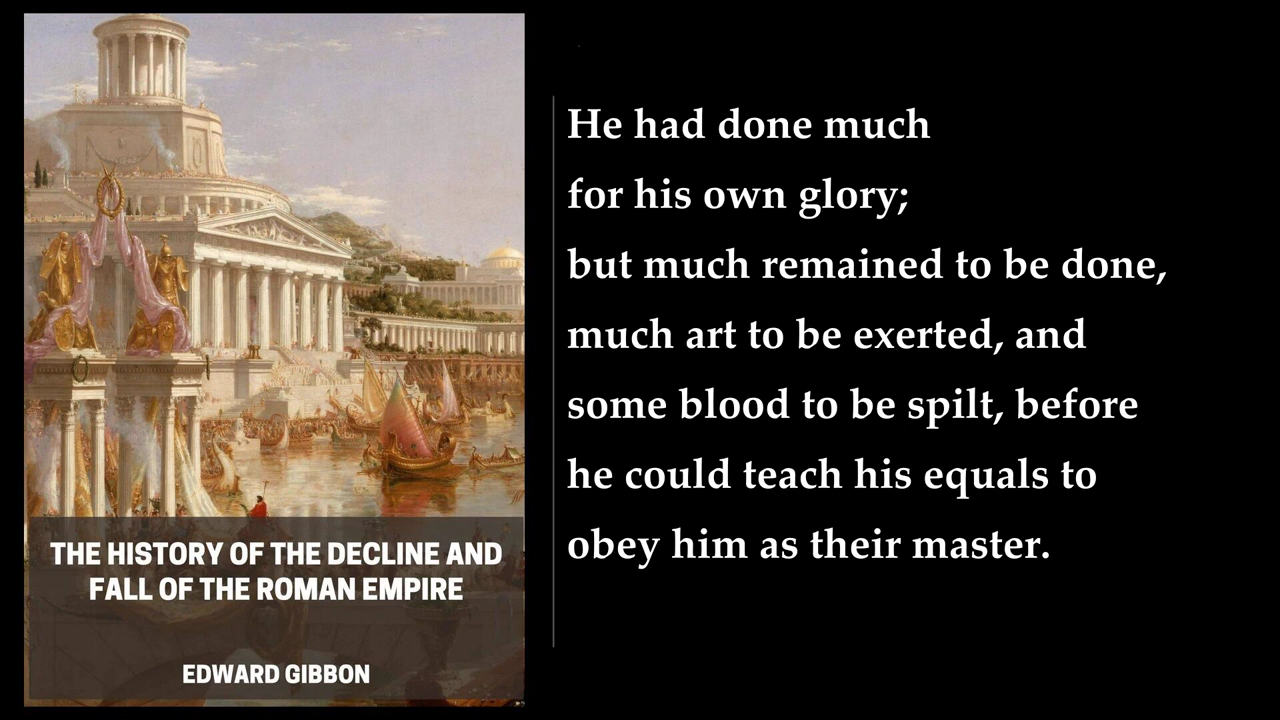 THE HISTORY OF THE DECLINE AND
FALL OF THE ROMAN EMPIRE
EDWARD GIBBON
He had done much
for his own glory;
but much remained to be done,
much art to be exerted, and
some blood to be spilt, before
he could teach his equals to
obey him as their master.